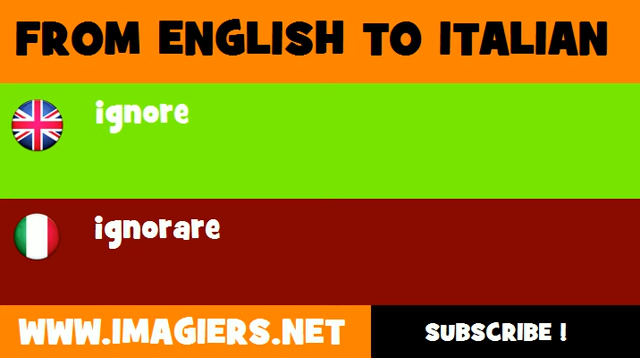 FROM ENGLISH TO ITALIAN
ignore
ignorare
WWW.IMAGIERS.NET
SUBSCRIBE !